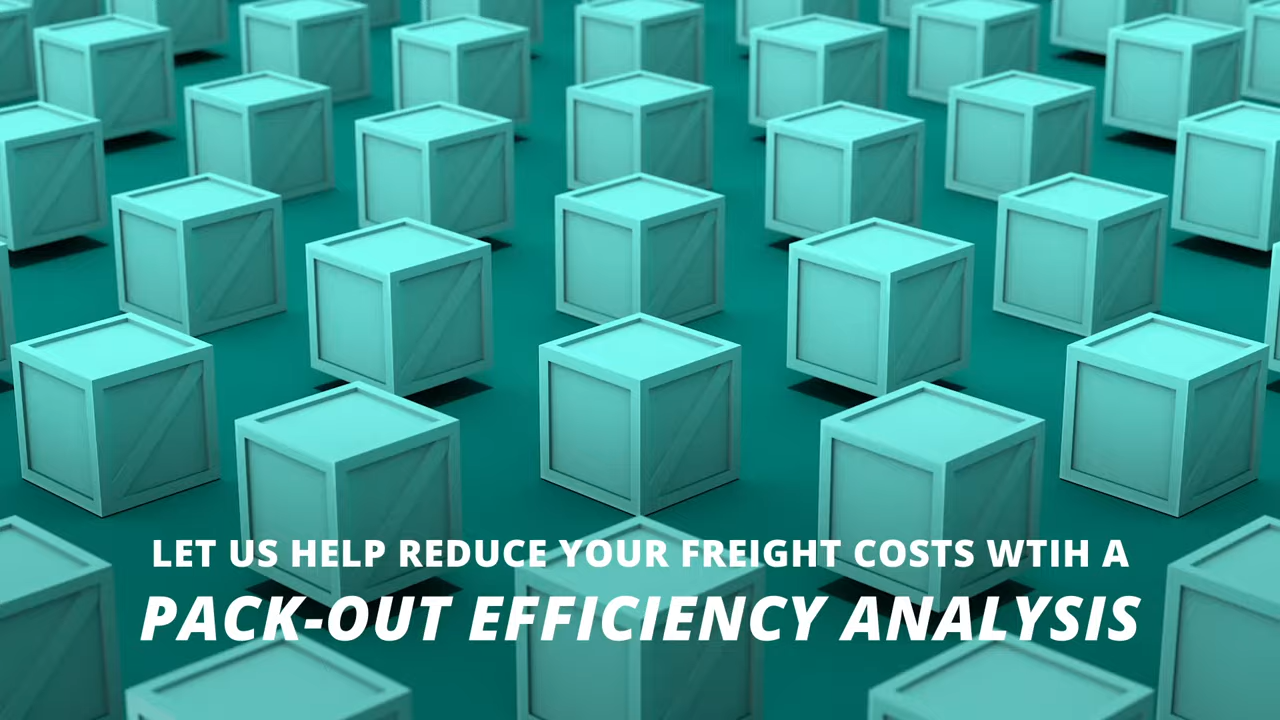 LET US HELP REDUCE YOUR FREIGHT COSTS WTIH A
PACK-OUT EFFICIENCY ANALYSIS